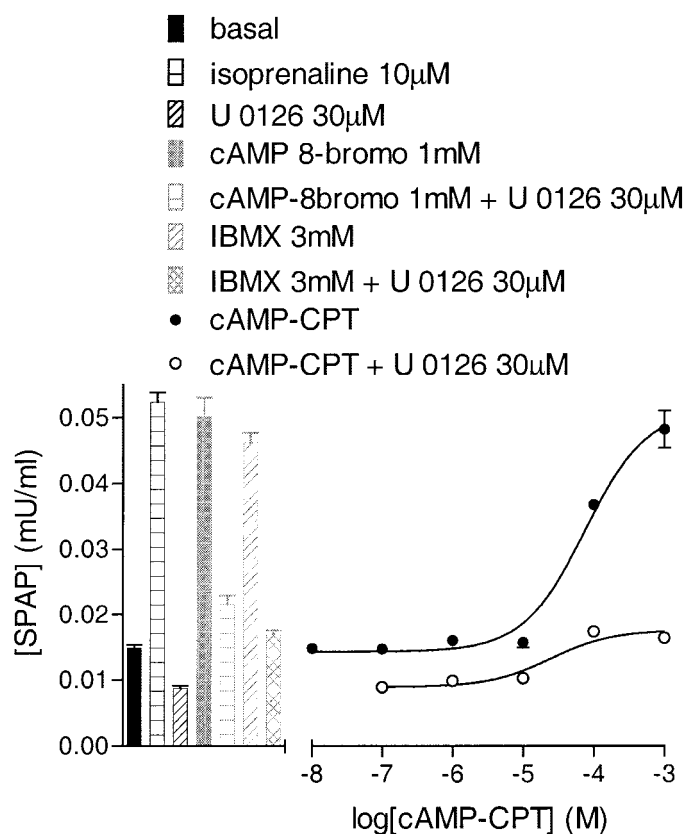 basal
isoprenaline 10μM
U 0126 30μM
cAMP 8-bromo 1mM
cAMP-8bromo 1mM + U 0126 30μM
IBMX 3mM
IBMX 3mM + U 0126 30μM
cAMP-CPT
cAMP-CPT + U 0126 30μM
[SPAP] (mU/ml)
0.05
0.04
0.03
0.02
0.01
0.00
-8 -7 -6 -5 -4 -3
log[cAMP-CPT] (M)